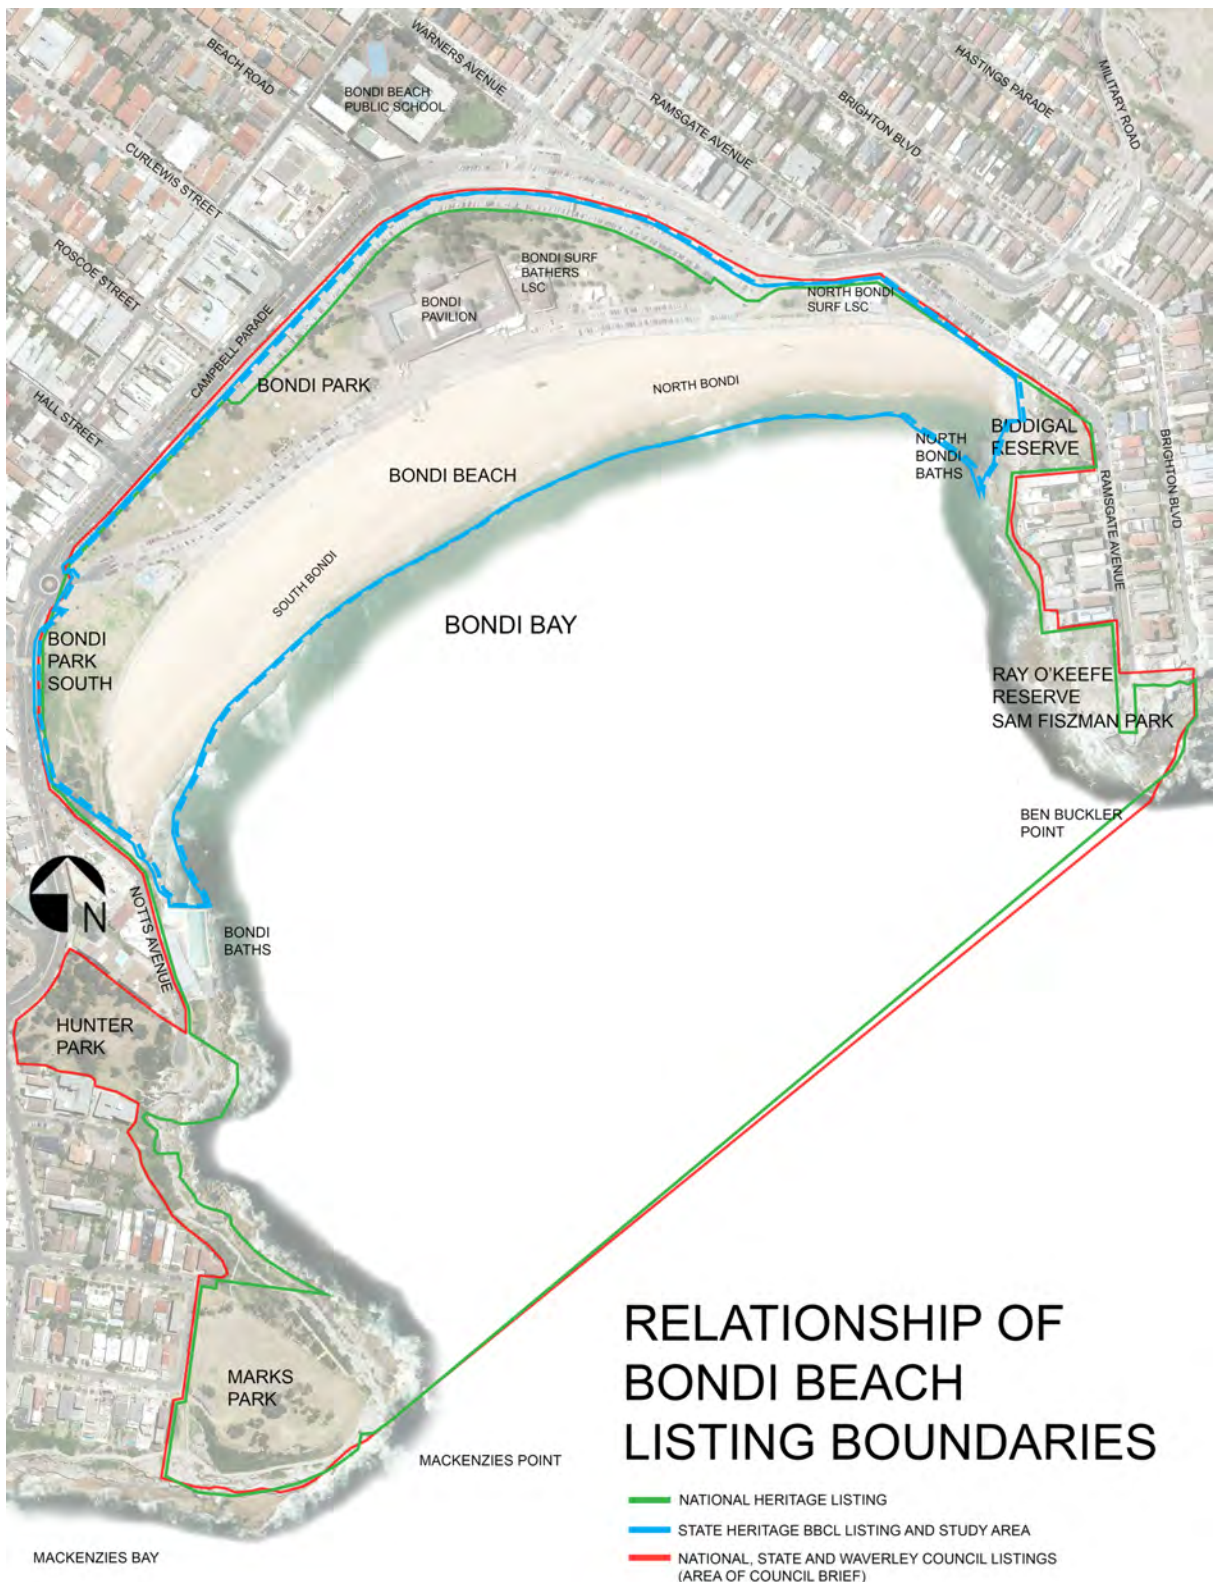 BEACH ROAD
WARNERS AVENUE
HASTINGS PARADE
MILITARY ROAD
BONDI BEACH
PUBLIC SCHOOL
RAMSGATE AVENUE
BRIGHTON BLVD
CURLEWIS STREET
ROSCOE STREET
BONDI SURF
BATHERS
LSC
BONDI
PAVILION
NORTH BONDI
SURF LSC
CAMPBELL PARADE
HALL STREET
BONDI PARK
NORTH BONDI
BIDDIGAL
RESERVE
NORTH
BONDI
BATHS
BRIGHTON BLVD
RAMSGATE AVENUE
BONDI BEACH
SOUTH BONDI
BONDI BAY
BONDI
PARK
SOUTH
RAY O'KEEFE
RESERVE
SAM FISZMAN PARK
BEN BUCKLER
POINT
N
NOTTS AVENUE
BONDI
BATHS
HUNTER
PARK
MARKS
PARK
MACKENZIES POINT
MACKENZIES BAY
RELATIONSHIP OF
BONDI BEACH
LISTING BOUNDARIES
NATIONAL HERITAGE LISTING
STATE HERITAGE BBCL LISTING AND STUDY AREA
NATIONAL, STATE AND WAVERLEY COUNCIL LISTINGS
(AREA OF COUNCIL BRIEF)